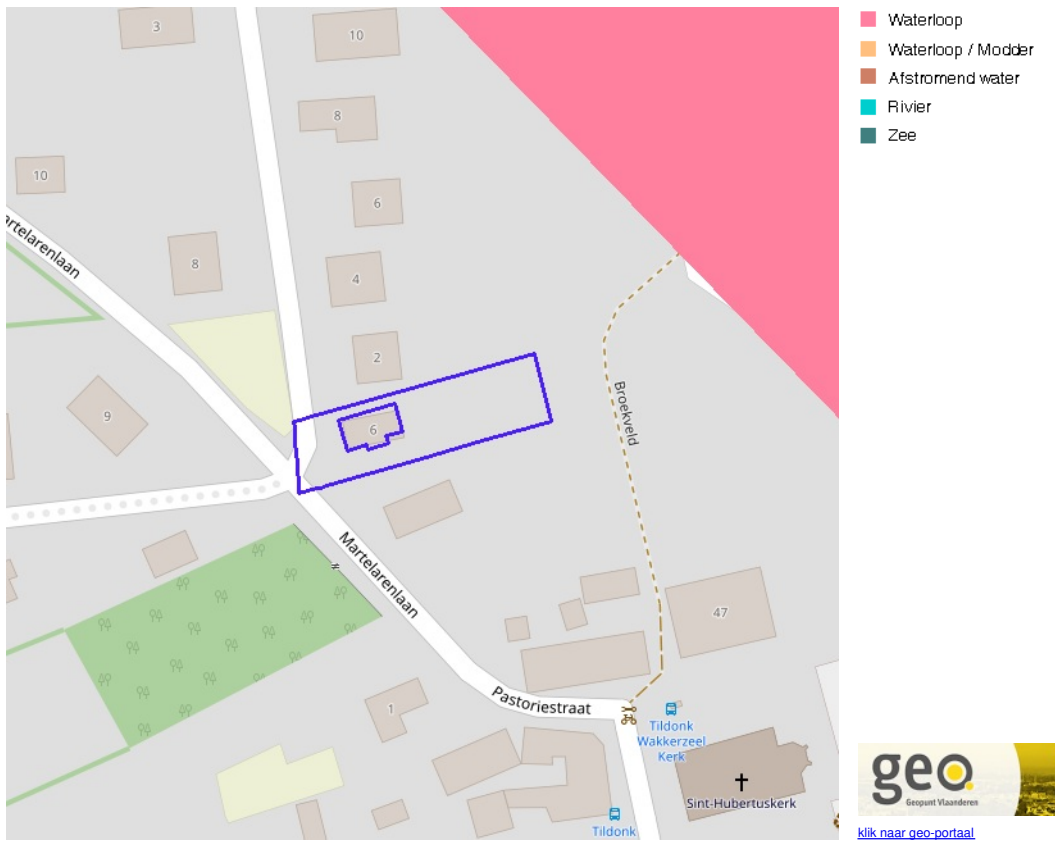 3
10
8
10
6
artelarenlaan
8
4
2
9
6
Broekveld
Martelarenlaan
47
1
Pastoriestraat
Tildonk
Wakkerzeel
Kerk
Sint-Hubertuskerk
Tildonk
Waterloop
Waterloop / Modder
Afstromend water
Rivier
Zee
geo
Geopunt Vlaanderen
klik naar geo-portaal